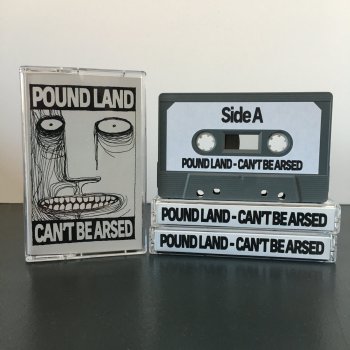 POUND LAND
CAN'T BE ARSED
Side A
POUND LAND - CAN'T BE ARSED
POUND LAND - CAN'T BE ARSED
POUND LAND - CAN'T BE ARSED